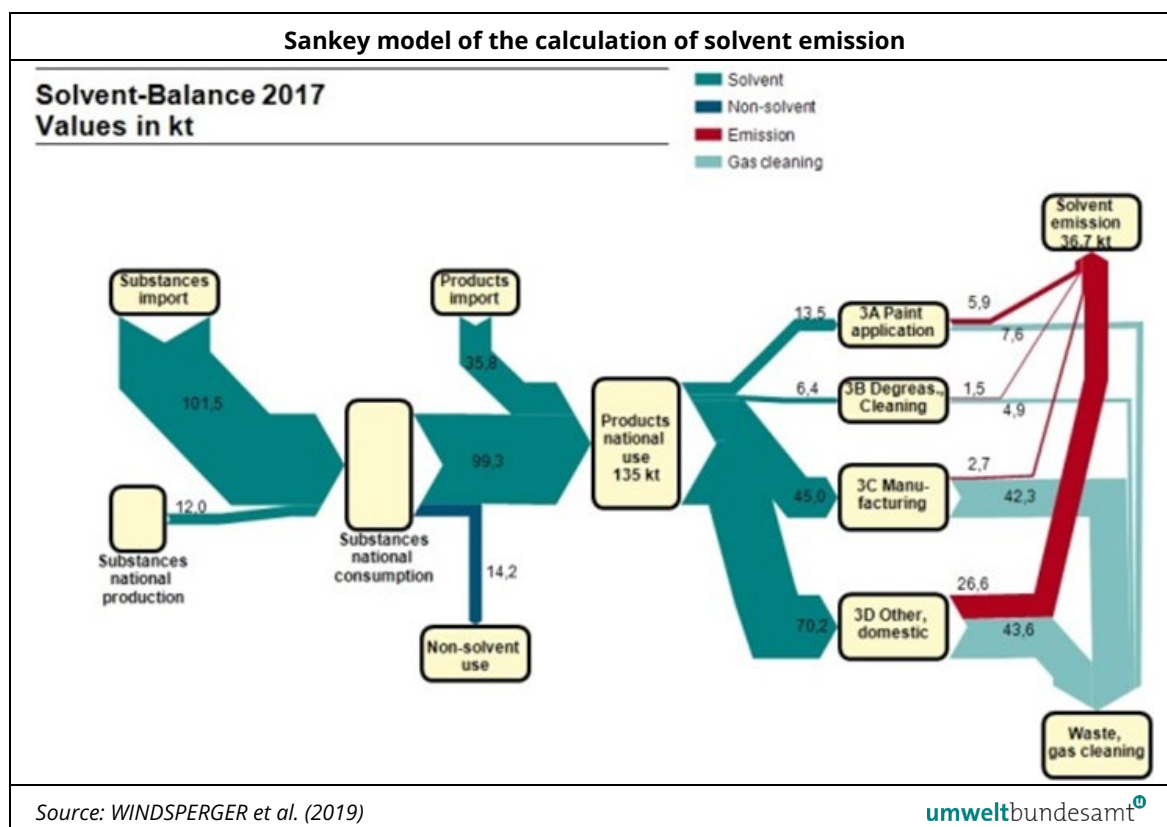 Sankey model of the calculation of solvent emission
Solvent-Balance 2017
Values in kt
Solvent
Non-solvent
Emission
Gas cleaning
Solvent
emission
36,7 kt
Substances
import
Products
import
13,5
3A Paint
application
5,9
7,6
35,8
101,5
6,4
3B Degreas.,
Cleaning
1,5
4,9
Products
national
use
135 kt
99,3
12,0
Substances
national
production
Substances
national
consumption
45,0
3C Manu-
facturing
2,7
42,3
14,2
Non-solvent
use
70,2
3D Other,
domestic
26,6
43,6
Waste,
gas cleaning
Source: WINDSPERGER et al. (2019)
umweltbundesamt
u